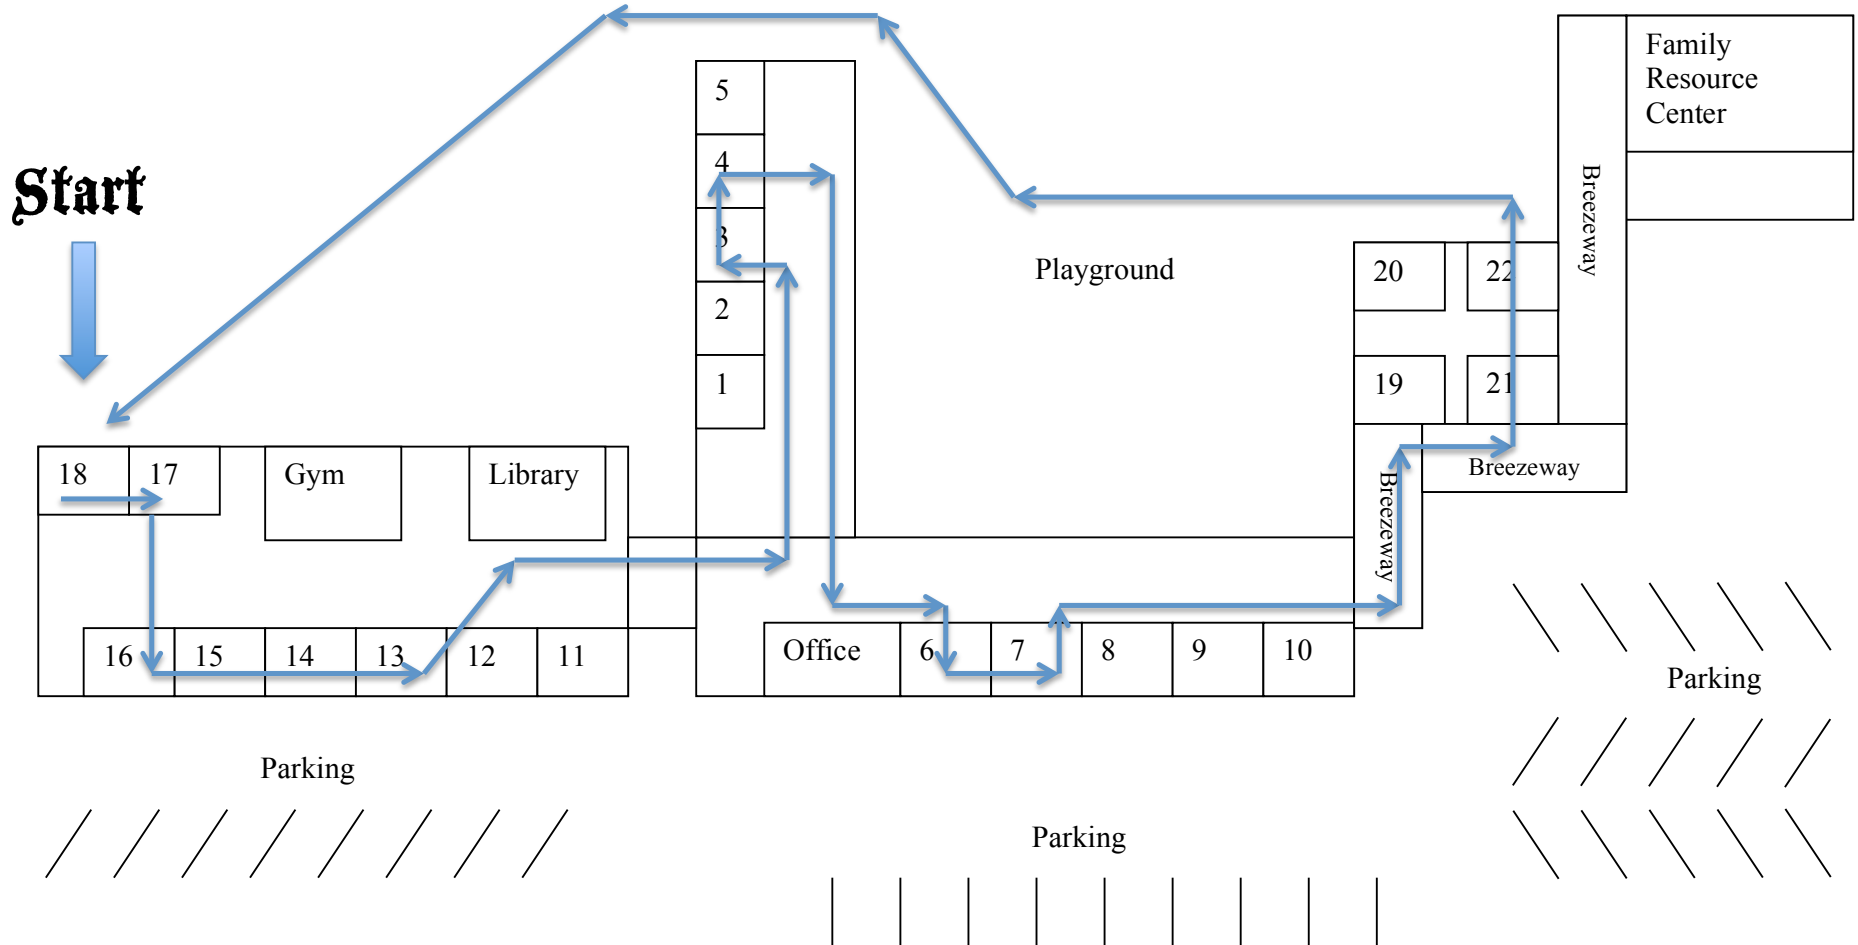 Family
Resource
Center
5
4
Start
Breezeway
3
Playground
20
22
2
1
19
21
18
17
Gym
Library
Breezeway
Breezeway
16
15
14
13
12
11
Office
6
7
8
9
10
Parking
Parking
Parking